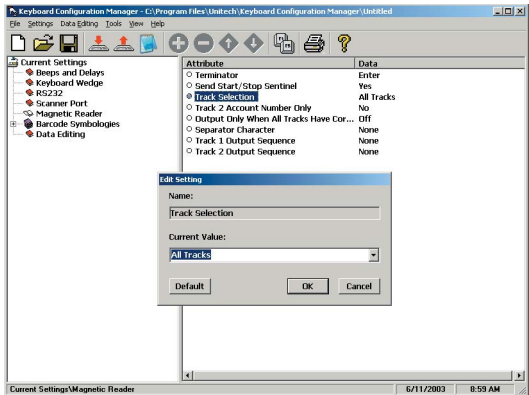 Keyboard Configuration Manager - C:\Program Files\Unitech\Keyboard Configuration Manager\Untitled
File Settings Data Editing Tools View Help
Current Settings
Beeps and Delays
Keyboard Wedge
RS232
Scanner Port
Magnetic Reader
Barcode Symbologies
Data Editing
Attribute Data
Terminator Enter
Send Start/Stop Sentinel Yes
Track Selection All Tracks
Track 2 Account Number Only No
Output Only When All Tracks Have Cor... Off
Separator Character None
Track 1 Output Sequence None
Track 2 Output Sequence None
Edit Setting
Name:
Track Selection
Current Value:
All Tracks
Default OK Cancel
Current Settings\Magnetic Reader 6/11/2003 8:59 AM